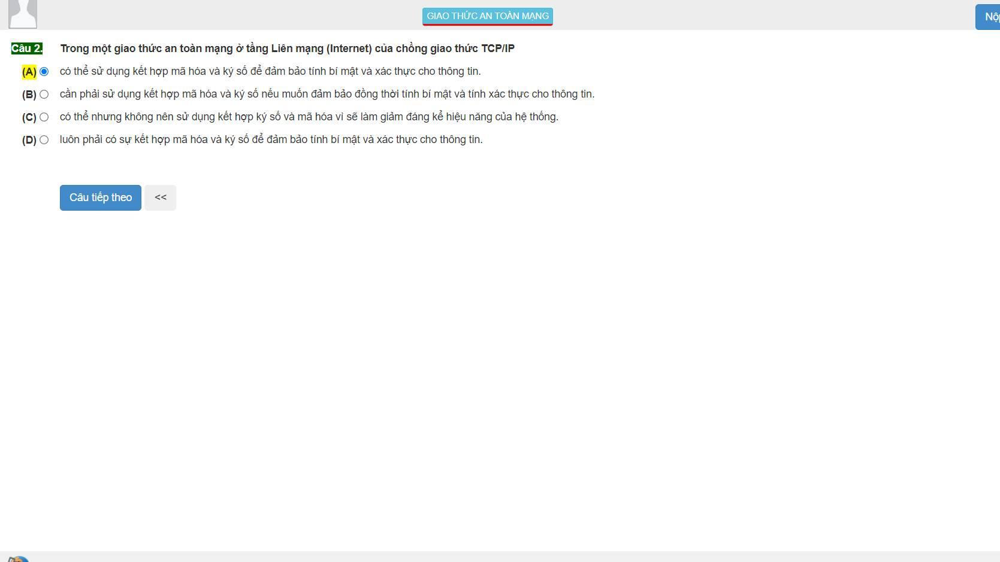 GIAO THỨC AN TOÀN MẠNG
Câu 2. Trong một giao thức an toàn mạng ở tầng Liên mạng (Internet) của chồng giao thức TCP/IP
(A) có thể sử dụng kết hợp mã hóa và ký số để đảm bảo tính bí mật và xác thực cho thông tin.
(B) cần phải sử dụng kết hợp mã hóa và ký số nếu muốn đảm bảo đồng thời tính bí mật và tính xác thực cho thông tin.
(C) có thể nhưng không nên sử dụng kết hợp ký số và mã hóa vì sẽ làm giảm đáng kể hiệu năng của hệ thống.
(D) luôn phải có sự kết hợp mã hóa và ký số để đảm bảo tính bí mật và xác thực cho thông tin.
Câu tiếp theo <<